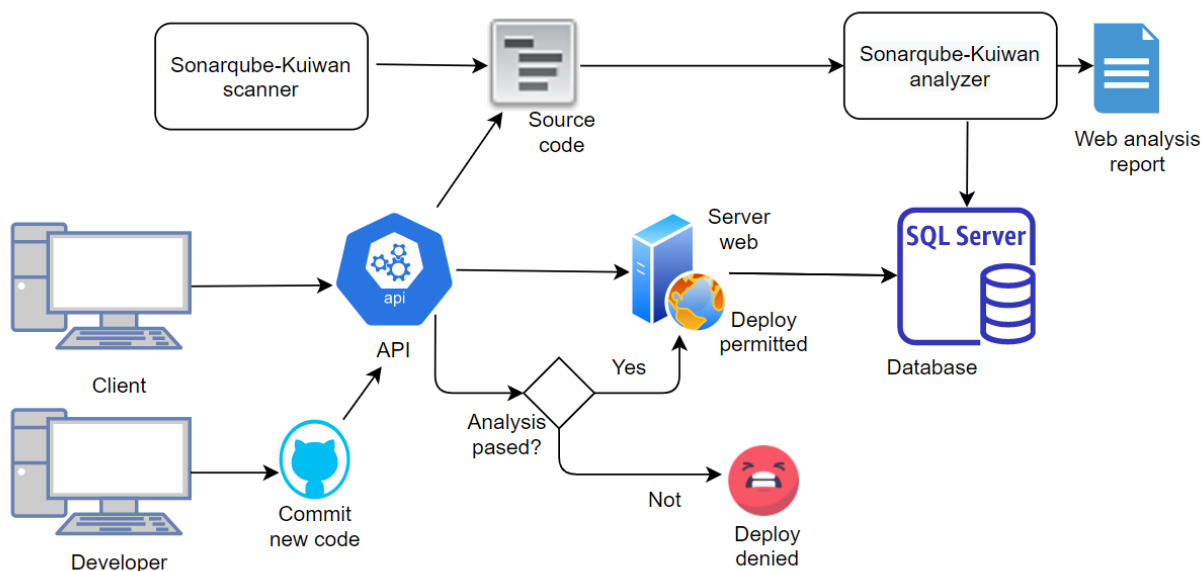 Sonarqube-Kuiwan
scanner
Source
code
Sonarqube-Kuiwan
analyzer
Web analysis
report
Client
api
API
Server
web
Deploy
permitted
SQL Server
Database
Developer
Commit
new code
Analysis
pased?
Yes
Not
Deploy
denied